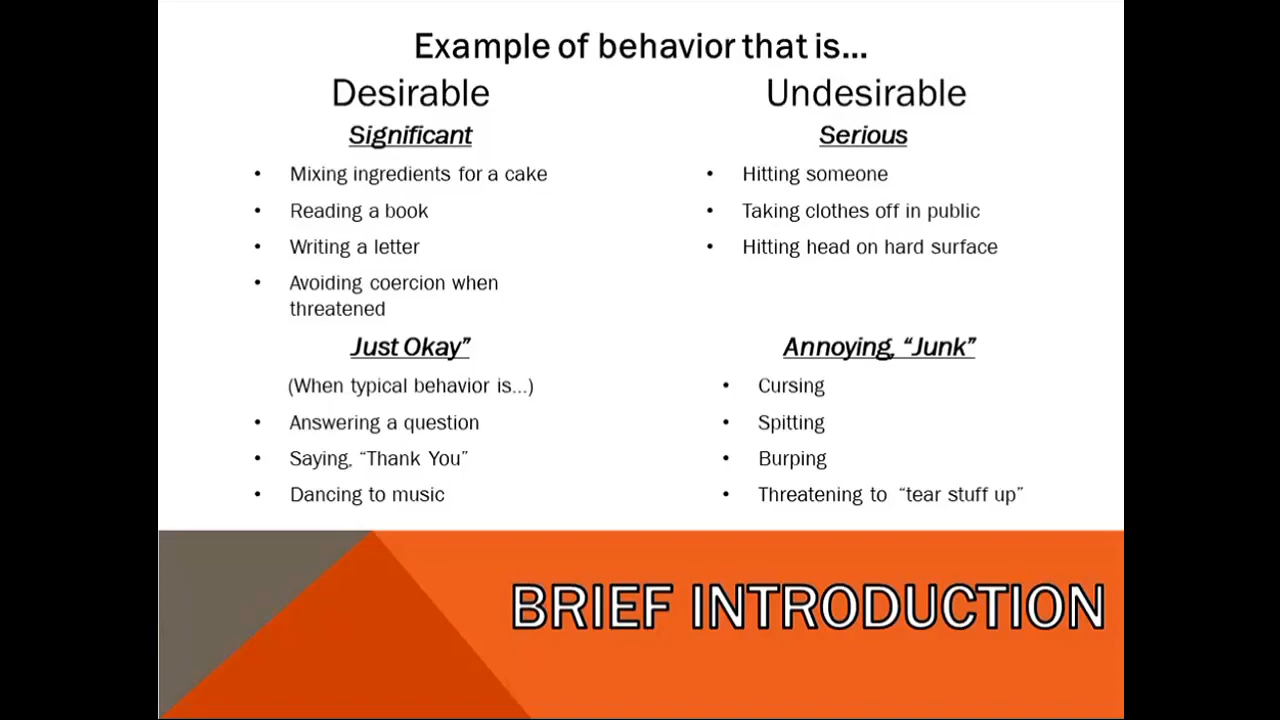 Example of behavior that is...
Desirable
Significant
• Mixing ingredients for a cake
• Reading a book
• Writing a letter
• Avoiding coercion when
threatened
Just Okay”
(When typical behavior is...)
• Answering a question
• Saying, “Thank You”
• Dancing to music
Undesirable
Serious
• Hitting someone
• Taking clothes off in public
• Hitting head on hard surface
Annoying, “Junk”
• Cursing
• Spitting
• Burping
• Threatening to “tear stuff up”
BRIEF INTRODUCTION